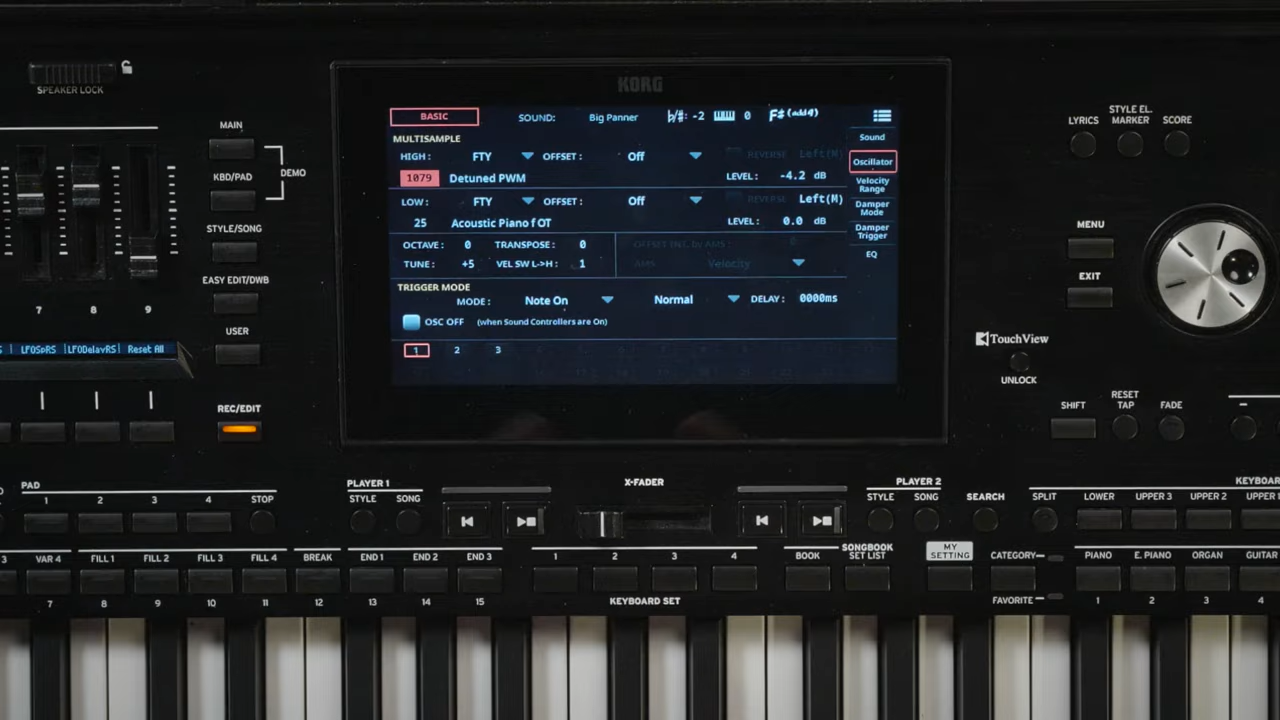 KORG
SPEAKER LOCK
BASIC SOUND: Big Panner ♭/♯: -2 0 F#(add9)
MULTISAMPLE
Sound
HIGH: FTY OFFSET: Off REVERSE
Oscillator
1079 Detuned PWM LEVEL: -4.2 dB
Velocity
Range
LOW: FTY OFFSET: Off REVERSE Left(M)
Damper
Mode
25 Acoustic Piano f OT LEVEL: 0.0 dB
Damper
Trigger
OCTAVE: 0 TRANSPOSE: 0
EQ
TUNE: +5 VEL SW L->H: 1 AMS Velocity
TRIGGER MODE
MODE: Note On Normal DELAY: 0000ms
OSC OFF (when Sound Controllers are On)
1 2 3
MAIN
KBD/PAD
DEMO
STYLE/SONG
EASY EDIT/DWB
USER
REC/EDIT
7 8 9
LFOSpRS LFODelayRS Reset All
LYRICS
STYLE EL.
MARKER
SCORE
MENU
EXIT
TouchView
UNLOCK
SHIFT
RESET
TAP
FADE
-
PAD
1 2 3 4 STOP
PLAYER 1
STYLE SONG
X-FADER
PLAYER 2
STYLE SONG
SEARCH
SPLIT LOWER UPPER 3 UPPER 2
3 VAR 4 FILL 1 FILL 2 FILL 3 FILL 4 BREAK END 1 END 2 END 3
1 2 3 4
BOOK
SONGBOOK
SET LIST
MY
SETTING
CATEGORY
PIANO E. PIANO ORGAN
7 8 9 10 11 12 13 14 15
KEYBOARD SET
FAVORITE
1 2 3 4